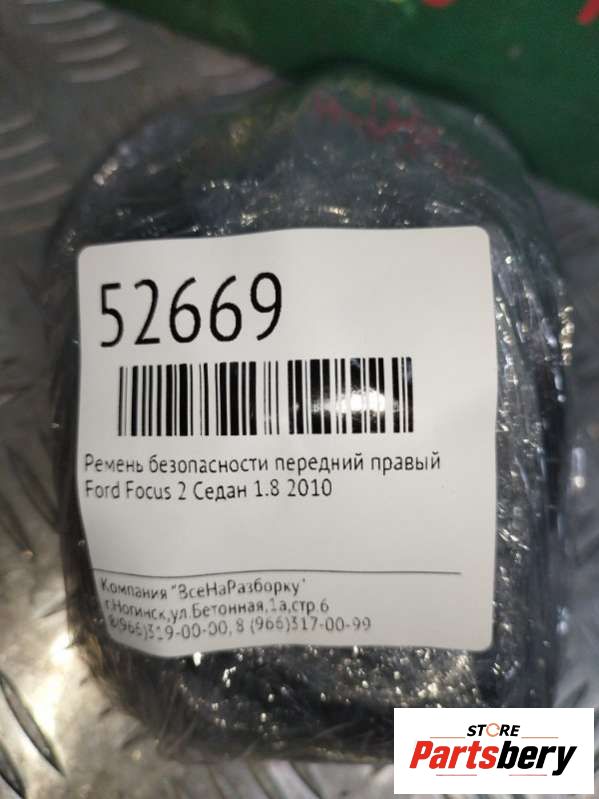 52669
Ремень безопасности передний правый
Ford Focus 2 Седан 1.8 2010
Компания "ВсеНаРазборку"
г.Ногинск,ул.Бетонная,1а,стр.6
8(966)319-00-00, 8 (966)317-00-99
STORE
Partsbery